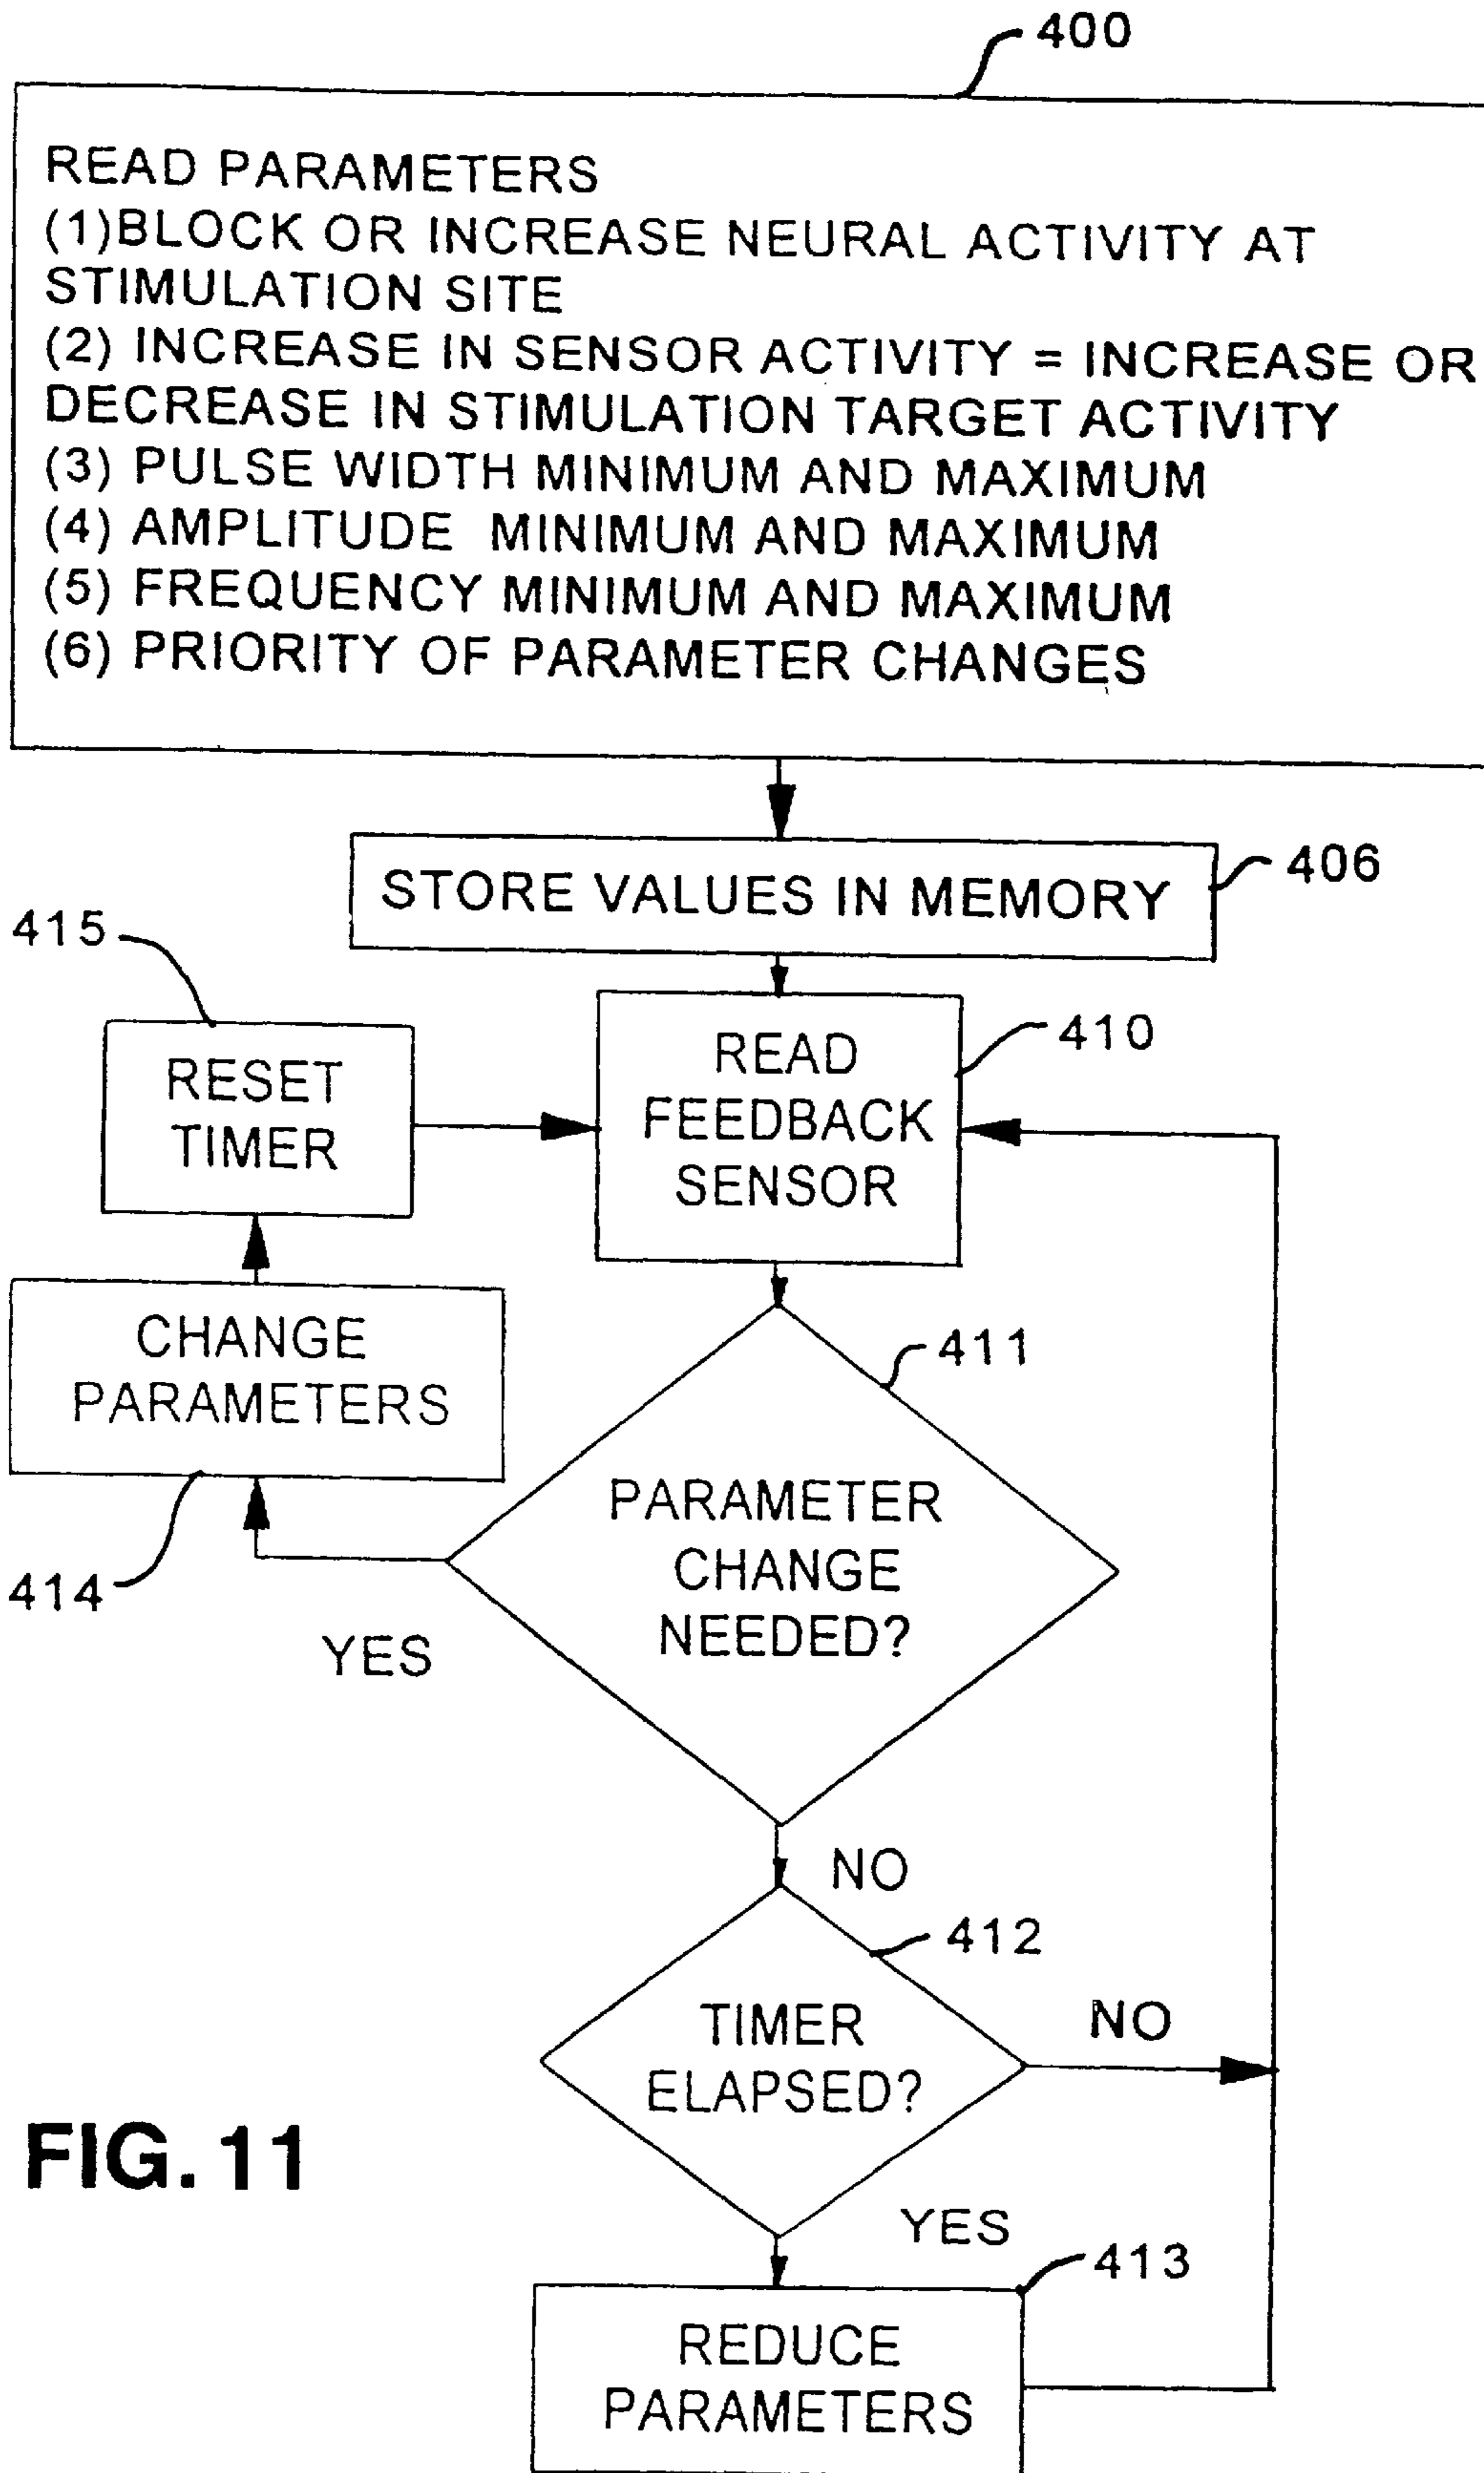 400
READ PARAMETERS
(1)BLOCK OR INCREASE NEURAL ACTIVITY AT
STIMULATION SITE
(2) INCREASE IN SENSOR ACTIVITY = INCREASE OR
DECREASE IN STIMULATION TARGET ACTIVITY
(3) PULSE WIDTH MINIMUM AND MAXIMUM
(4) AMPLITUDE MINIMUM AND MAXIMUM
(5) FREQUENCY MINIMUM AND MAXIMUM
(6) PRIORITY OF PARAMETER CHANGES
STORE VALUES IN MEMORY
406
415
RESET
TIMER
READ
FEEDBACK
SENSOR
410
CHANGE
PARAMETERS
411
414
PARAMETER
CHANGE
NEEDED?
YES
NO
412
TIMER
ELAPSED?
NO
FIG. 11
YES
413
REDUCE
PARAMETERS